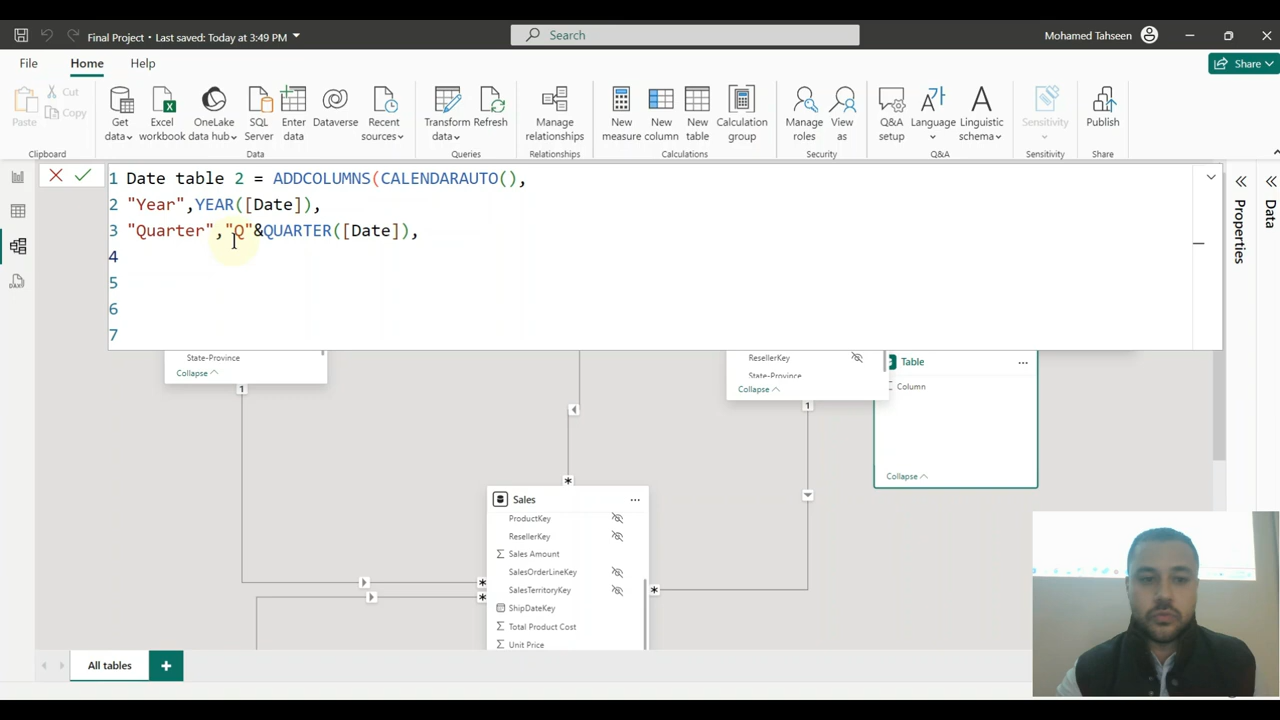 Final Project • Last saved: Today at 3:49 PM
Search
Mohamed Tahseen
File Home Help
Share
Paste
Cut
Copy
Get data
Excel workbook
OneLake data hub
SQL Server
Enter data
Dataverse
Recent sources
Transform data
Refresh
Manage relationships
New measure
New column
New table
Calculation group
Manage roles
View as
Q&A setup
Language
Linguistic schema
Sensitivity
Publish
Clipboard
Data
Queries
Relationships
Calculations
Security
Q&A
Sensitivity
Share
1 Date table 2 = ADDCOLUMNS(CALENDARAUTO(),
2 "Year",YEAR([Date]),
3 "Quarter","Q"&QUARTER([Date]),
4
5
6
7
Properties
Data
State-Province
Collapse
1
ResellerKey
State-Province
Collapse
1
Table
Column
Collapse
Sales
ProductKey
ResellerKey
Sales Amount
SalesOrderLineKey
SalesTerritoryKey
ShipDateKey
Total Product Cost
Unit Price
All tables